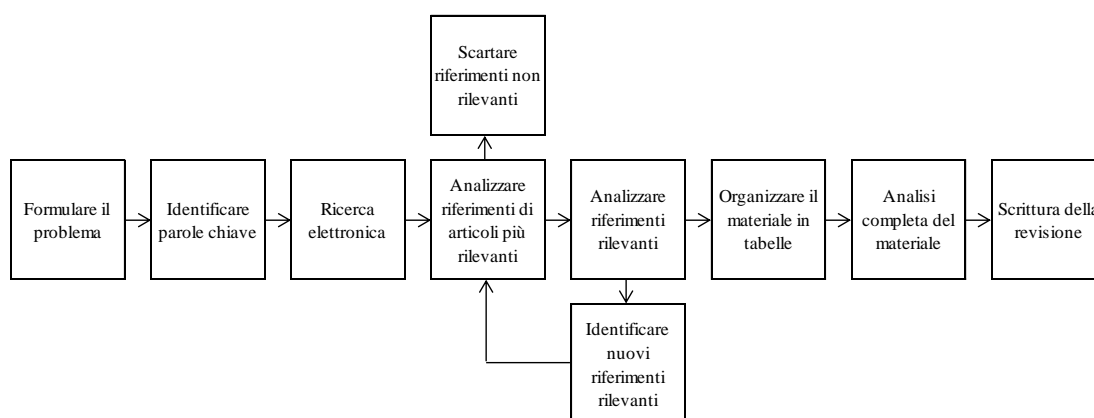 Scartare
riferimenti non
rilevanti
Formulare il
problema
Identificare
parole chiave
Ricerca
elettronica
Analizzare
riferimenti di
articoli più
rilevanti
Analizzare
riferimenti
rilevanti
Organizzare il
materiale in
tabelle
Analisi
completa del
materiale
Scrittura della
revisione
Identificare
nuovi
riferimenti
rilevanti